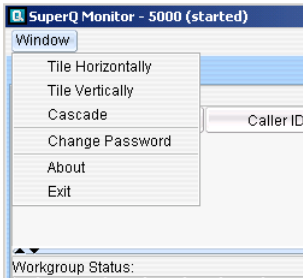 SuperQ Monitor - 5000 (started)
Window
Tile Horizontally
Tile Vertically
Cascade
Caller ID
Change Password
About
Exit
Workgroup Status: